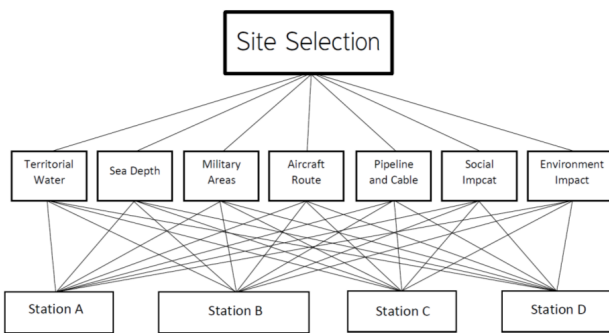 Site Selection
Territorial
Water
Sea Depth
Military
Areas
Aircraft
Route
Pipeline
and Cable
Social
Impcat
Environment
Impact
Station A
Station B
Station C
Station D